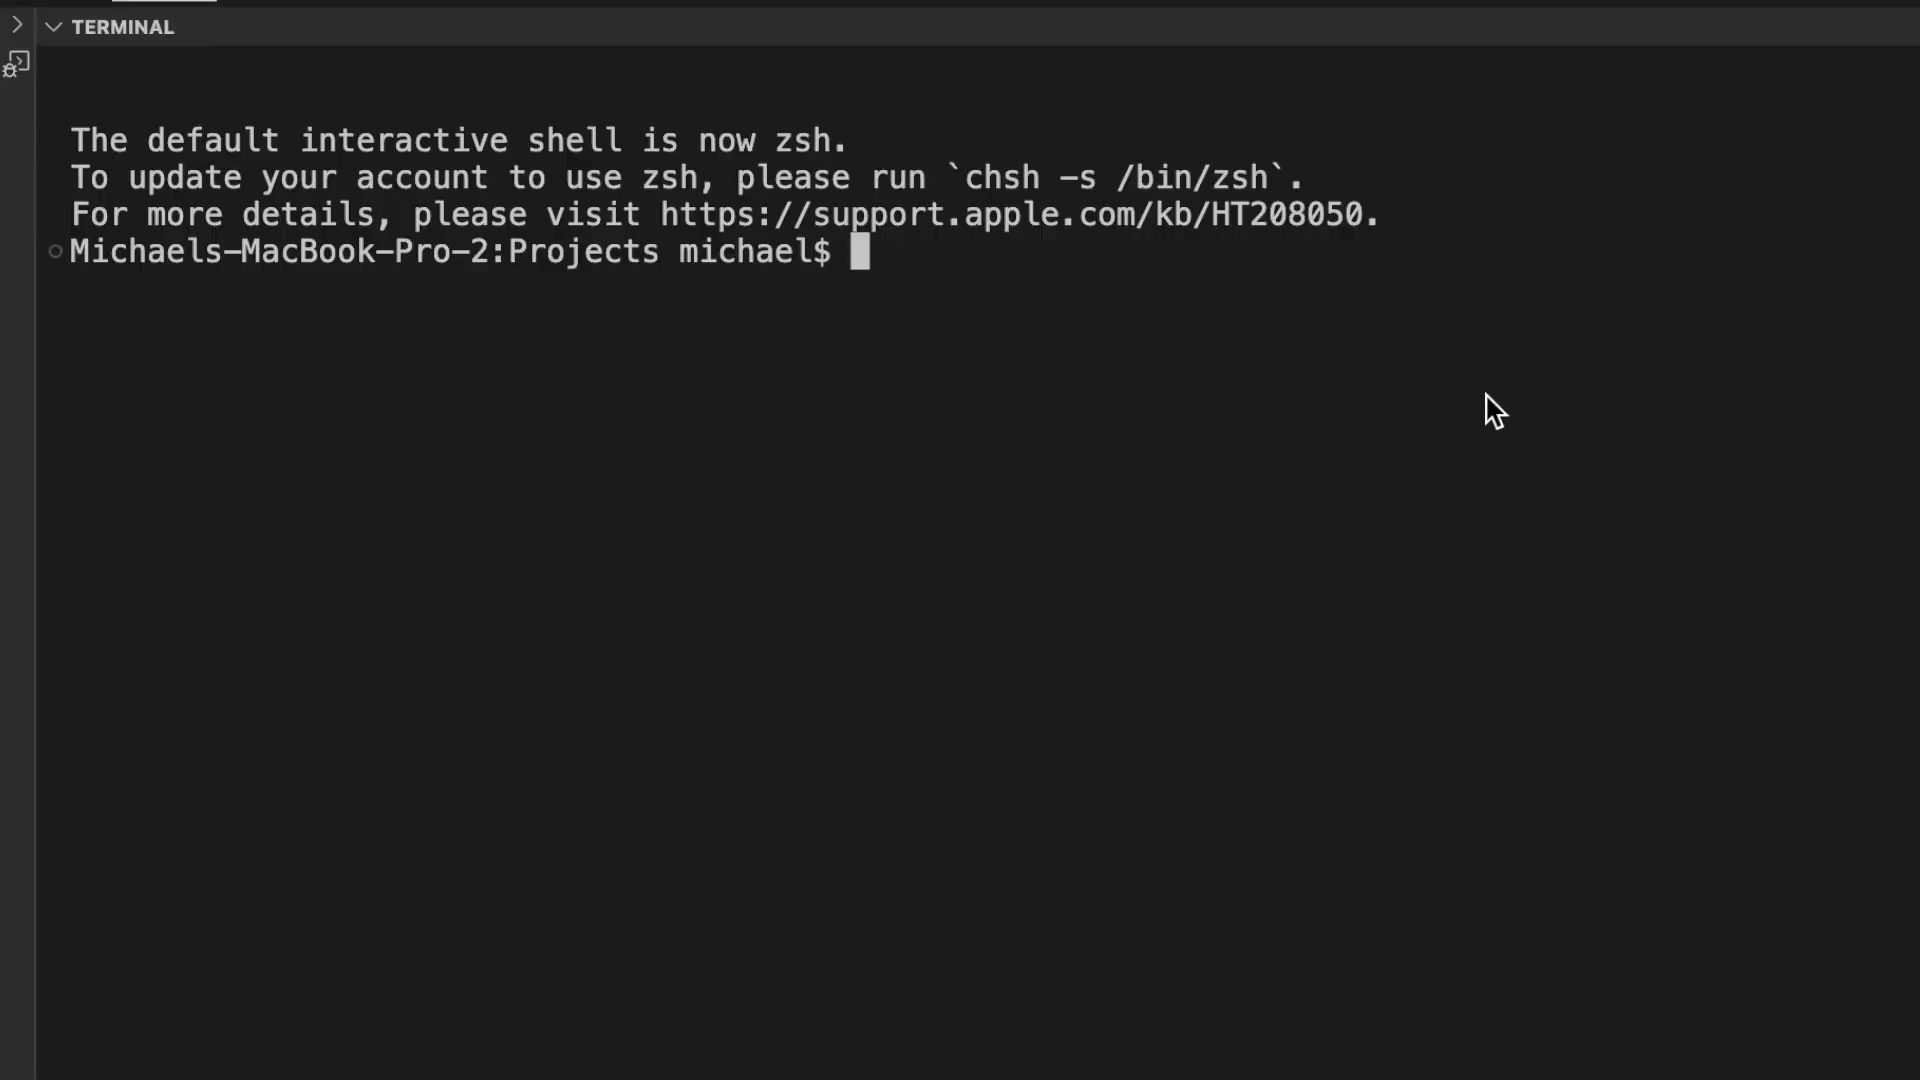 TERMINAL
The default interactive shell is now zsh.
To update your account to use zsh, please run `chsh -s /bin/zsh`.
For more details, please visit https://support.apple.com/kb/HT208050.
Michaels-MacBook-Pro-2:Projects michael$